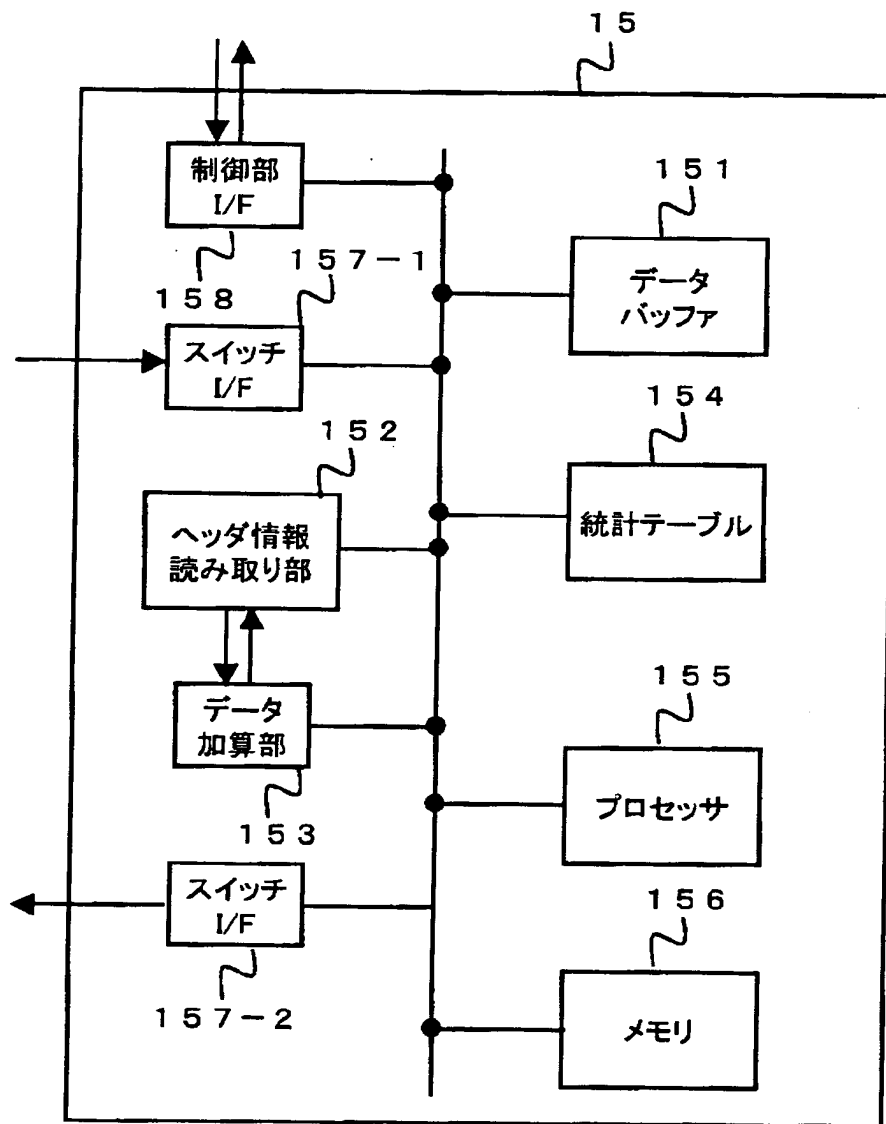 １５
制御部
I/F
１５８
１５７－１
スイッチ
I/F
１５１
データ
バッファ
１５２
ヘッダ情報
読み取り部
１５４
統計テーブル
データ
加算部
１５３
１５５
プロセッサ
スイッチ
I/F
１５７－２
１５６
メモリ